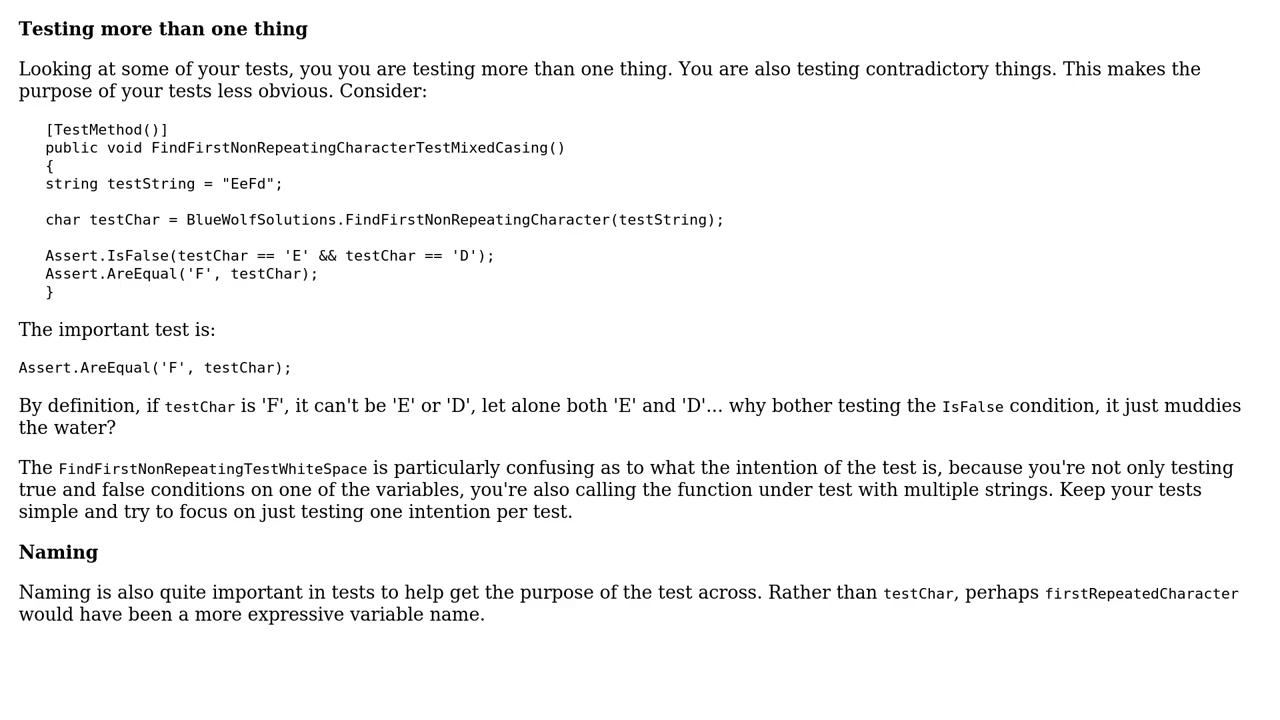 Testing more than one thing
Looking at some of your tests, you you are testing more than one thing. You are also testing contradictory things. This makes the
purpose of your tests less obvious. Consider:
[TestMethod()]
public void FindFirstNonRepeatingCharacterTestMixedCasing()
{
string testString = "EeFd";
char testChar = BlueWolfSolutions.FindFirstNonRepeatingCharacter(testString);
Assert.IsFalse(testChar == 'E' && testChar == 'D');
Assert.AreEqual('F', testChar);
}
The important test is:
Assert.AreEqual('F', testChar);
By definition, if testChar is 'F', it can't be 'E' or 'D', let alone both 'E' and 'D'... why bother testing the IsFalse condition, it just muddies
the water?
The FindFirstNonRepeatingTestWhiteSpace is particularly confusing as to what the intention of the test is, because you're not only testing
true and false conditions on one of the variables, you're also calling the function under test with multiple strings. Keep your tests
simple and try to focus on just testing one intention per test.
Naming
Naming is also quite important in tests to help get the purpose of the test across. Rather than testChar, perhaps firstRepeatedCharacter
would have been a more expressive variable name.